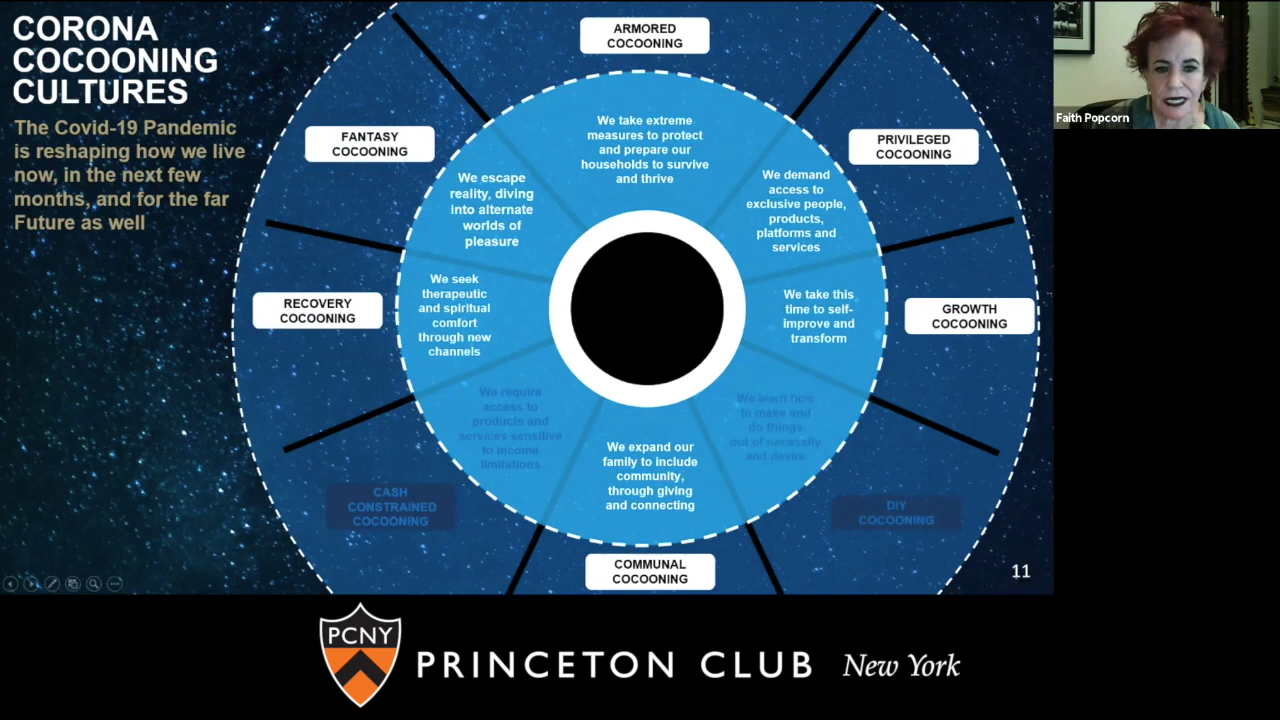 CORONA
COCOONING
CULTURES
The Covid-19 Pandemic
is reshaping how we live
now, in the next few
months, and for the far
Future as well
ARMORED
COCOONING
We take extreme
measures to protect
and prepare our
households to survive
and thrive
PRIVILEGED
COCOONING
We demand
access to
exclusive people,
products,
platforms and
services
GROWTH
COCOONING
We take this
time to self-
improve and
transform
DIY
COCOONING
We learn how
to make and
do things
out of necessity
and desire
COMMUNAL
COCOONING
We expand our
family to include
community,
through giving
and connecting
CASH
CONSTRAINED
COCOONING
We require
access to
products and
services sensitive
to income
limitations
RECOVERY
COCOONING
We seek
therapeutic
and spiritual
comfort
through new
channels
FANTASY
COCOONING
We escape
reality, diving
into alternate
worlds of
pleasure
11
Faith Popcorn
PCNY
PRINCETON CLUB New York